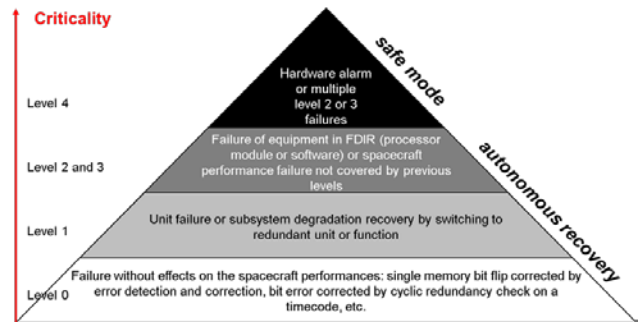 Criticality
safe mode
Hardware alarm
or multiple
level 2 or 3
failures
Level 4
autonomous recovery
Failure of equipment in FDIR (processor
module or software) or spacecraft
performance failure not covered by previous
levels
Level 2 and 3
Unit failure or subsystem degradation recovery by switching to
redundant unit or function
Level 1
Failure without effects on the spacecraft performances: single memory bit flip corrected by
error detection and correction, bit error corrected by cyclic redundancy check on a
timecode, etc.
Level 0